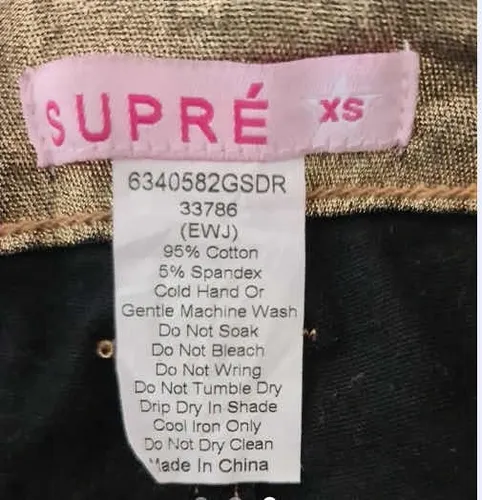 SUPRÉ XS
6340582GSDR
33786
(EWJ)
95% Cotton
5% Spandex
Cold Hand Or
Gentle Machine Wash
Do Not Soak
Do Not Bleach
Do Not Wring
Do Not Tumble Dry
Drip Dry In Shade
Cool Iron Only
Do Not Dry Clean
Made In China